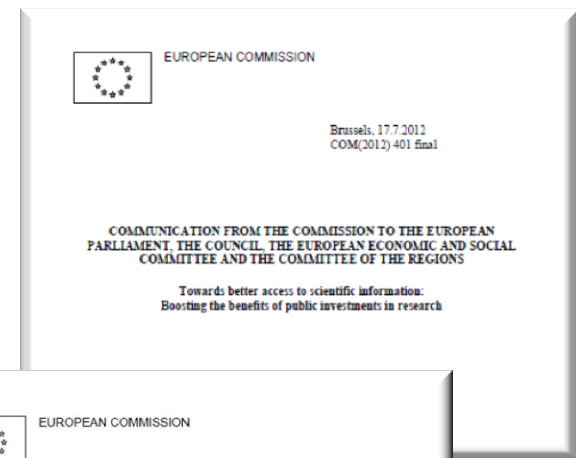 EUROPEAN COMMISSION
Brussels, 17.7.2012
COM(2012) 401 final
COMMUNICATION FROM THE COMMISSION TO THE EUROPEAN
PARLIAMENT, THE COUNCIL, THE EUROPEAN ECONOMIC AND SOCIAL
COMMITTEE AND THE COMMITTEE OF THE REGIONS
Towards better access to scientific information:
Boosting the benefits of public investments in research
EUROPEAN COMMISSION